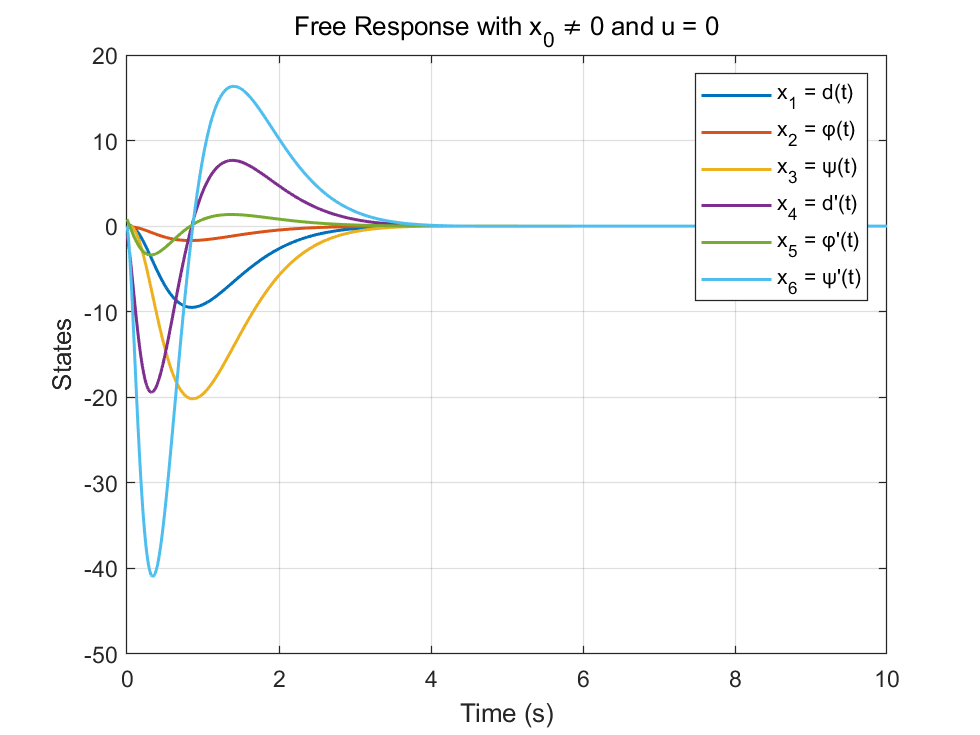 Free Response with x₀ ≠ 0 and u = 0
20
10
0
-10
-20
-30
-40
-50
States
0 2 4 6 8 10
Time (s)
x₁ = d(t)
x₂ = φ(t)
x₃ = ψ(t)
x₄ = d'(t)
x₅ = φ'(t)
x₆ = ψ'(t)